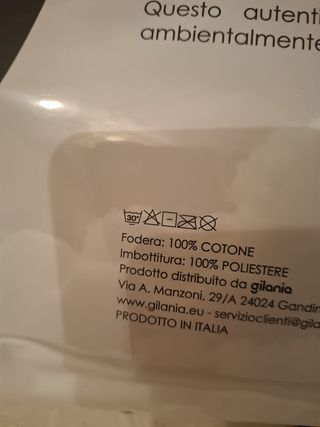 Questo
ambientalmente
30°
Fodera: 100% COTONE
Imbottitura: 100% POLIESTERE
Prodotto distribuito da gilania
Via A. Manzoni, 29/A 24024
www.gilania.eu - servizioclienti@
PRODOTTO IN ITALIA